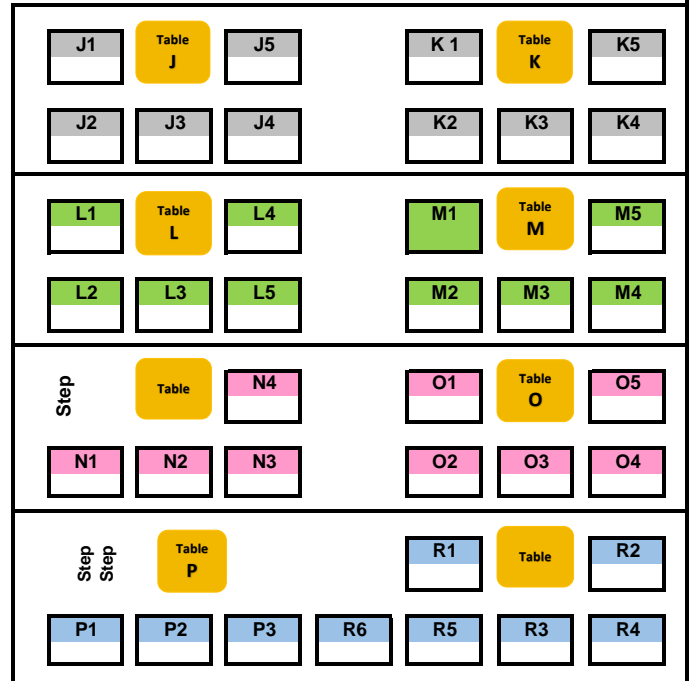 J1 Table J5 K 1 Table K5
J K
J2 J3 J4 K2 K3 K4
L1 Table L4 M1 Table M5
L M
L2 L3 L5 M2 M3 M4
Step Table N4 O1 Table O5
O
N1 N2 N3 O2 O3 O4
Step Step Table R1 Table R2
P
P1 P2 P3 R6 R5 R3 R4